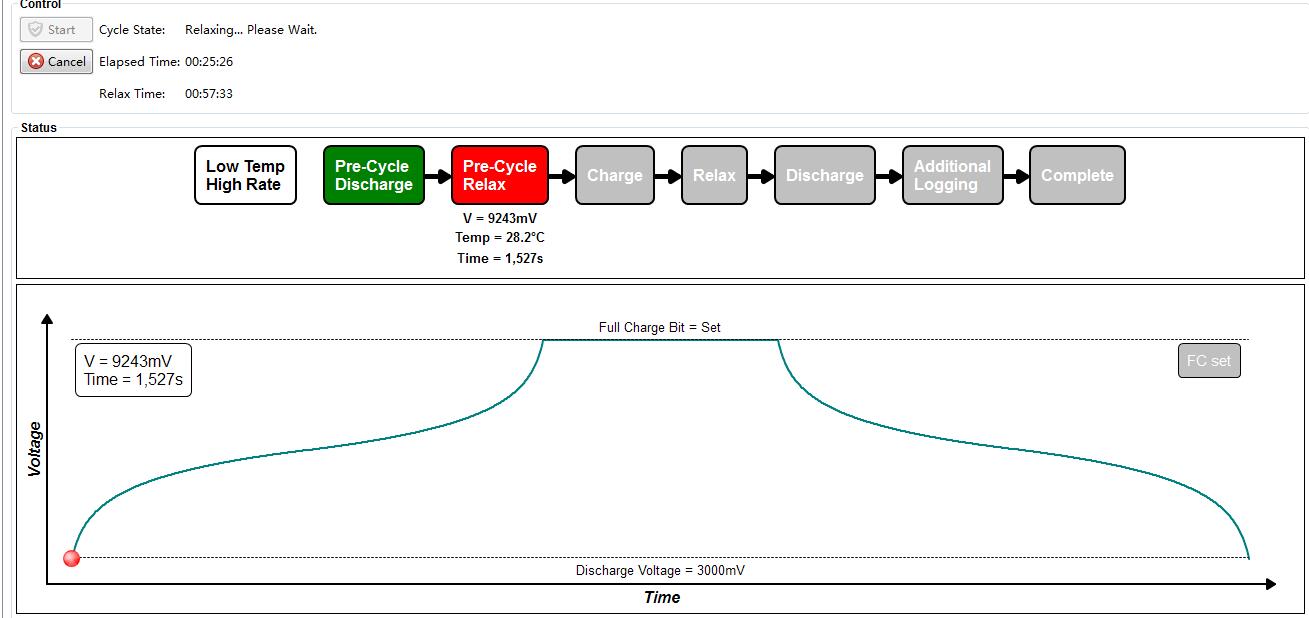 Control
Start
Cycle State: Relaxing... Please Wait.
Cancel
Elapsed Time: 00:25:26
Relax Time: 00:57:33
Status
Low Temp
High Rate
Pre-Cycle
Discharge
Pre-Cycle
Relax
Charge
Relax
Discharge
Additional
Logging
Complete
V = 9243mV
Temp = 28.2°C
Time = 1,527s
Full Charge Bit = Set
V = 9243mV
Time = 1,527s
FC set
Voltage
Discharge Voltage = 3000mV
Time